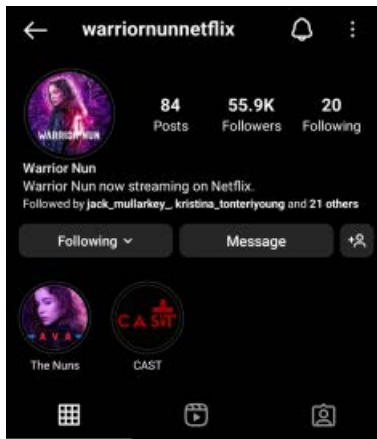 warriornunnetflix
84 55.9K 20
Posts Followers Following
WARRIOR NUN
Warrior Nun
Warrior Nun now streaming on Netflix.
Followed by jack_mullarkey_, kristina_tonteriyoung and 21 others
Following Message
AVA CAST
The Nuns CAST